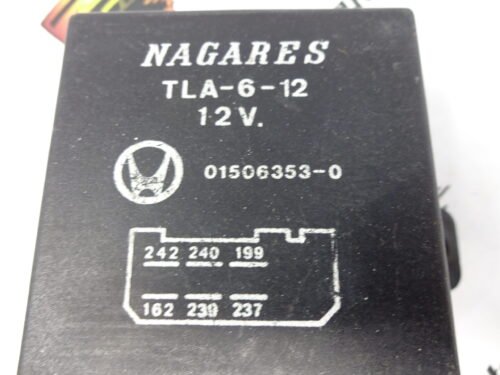 NAGARES
TLA-6-12
12V.
01506353-0
242 240 199
162 239 237